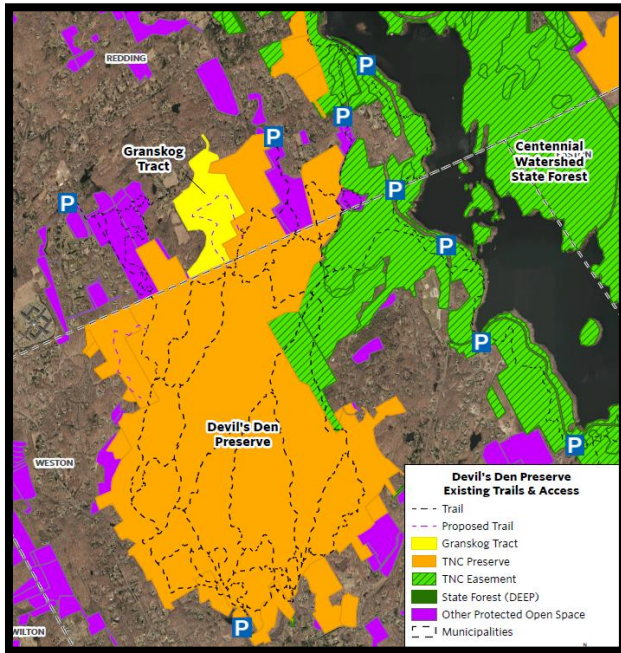 REDDING
P
P
P
Granskog
Tract
Centennial
Watershed
State Forest
EASTON
P
P
P
P
Devil's Den
Preserve
WESTON
P
P
WILTON
Devil's Den Preserve
Existing Trails & Access
Trail
Proposed Trail
Granskog Tract
TNC Preserve
TNC Easement
State Forest (DEEP)
Other Protected Open Space
Municipalities
N